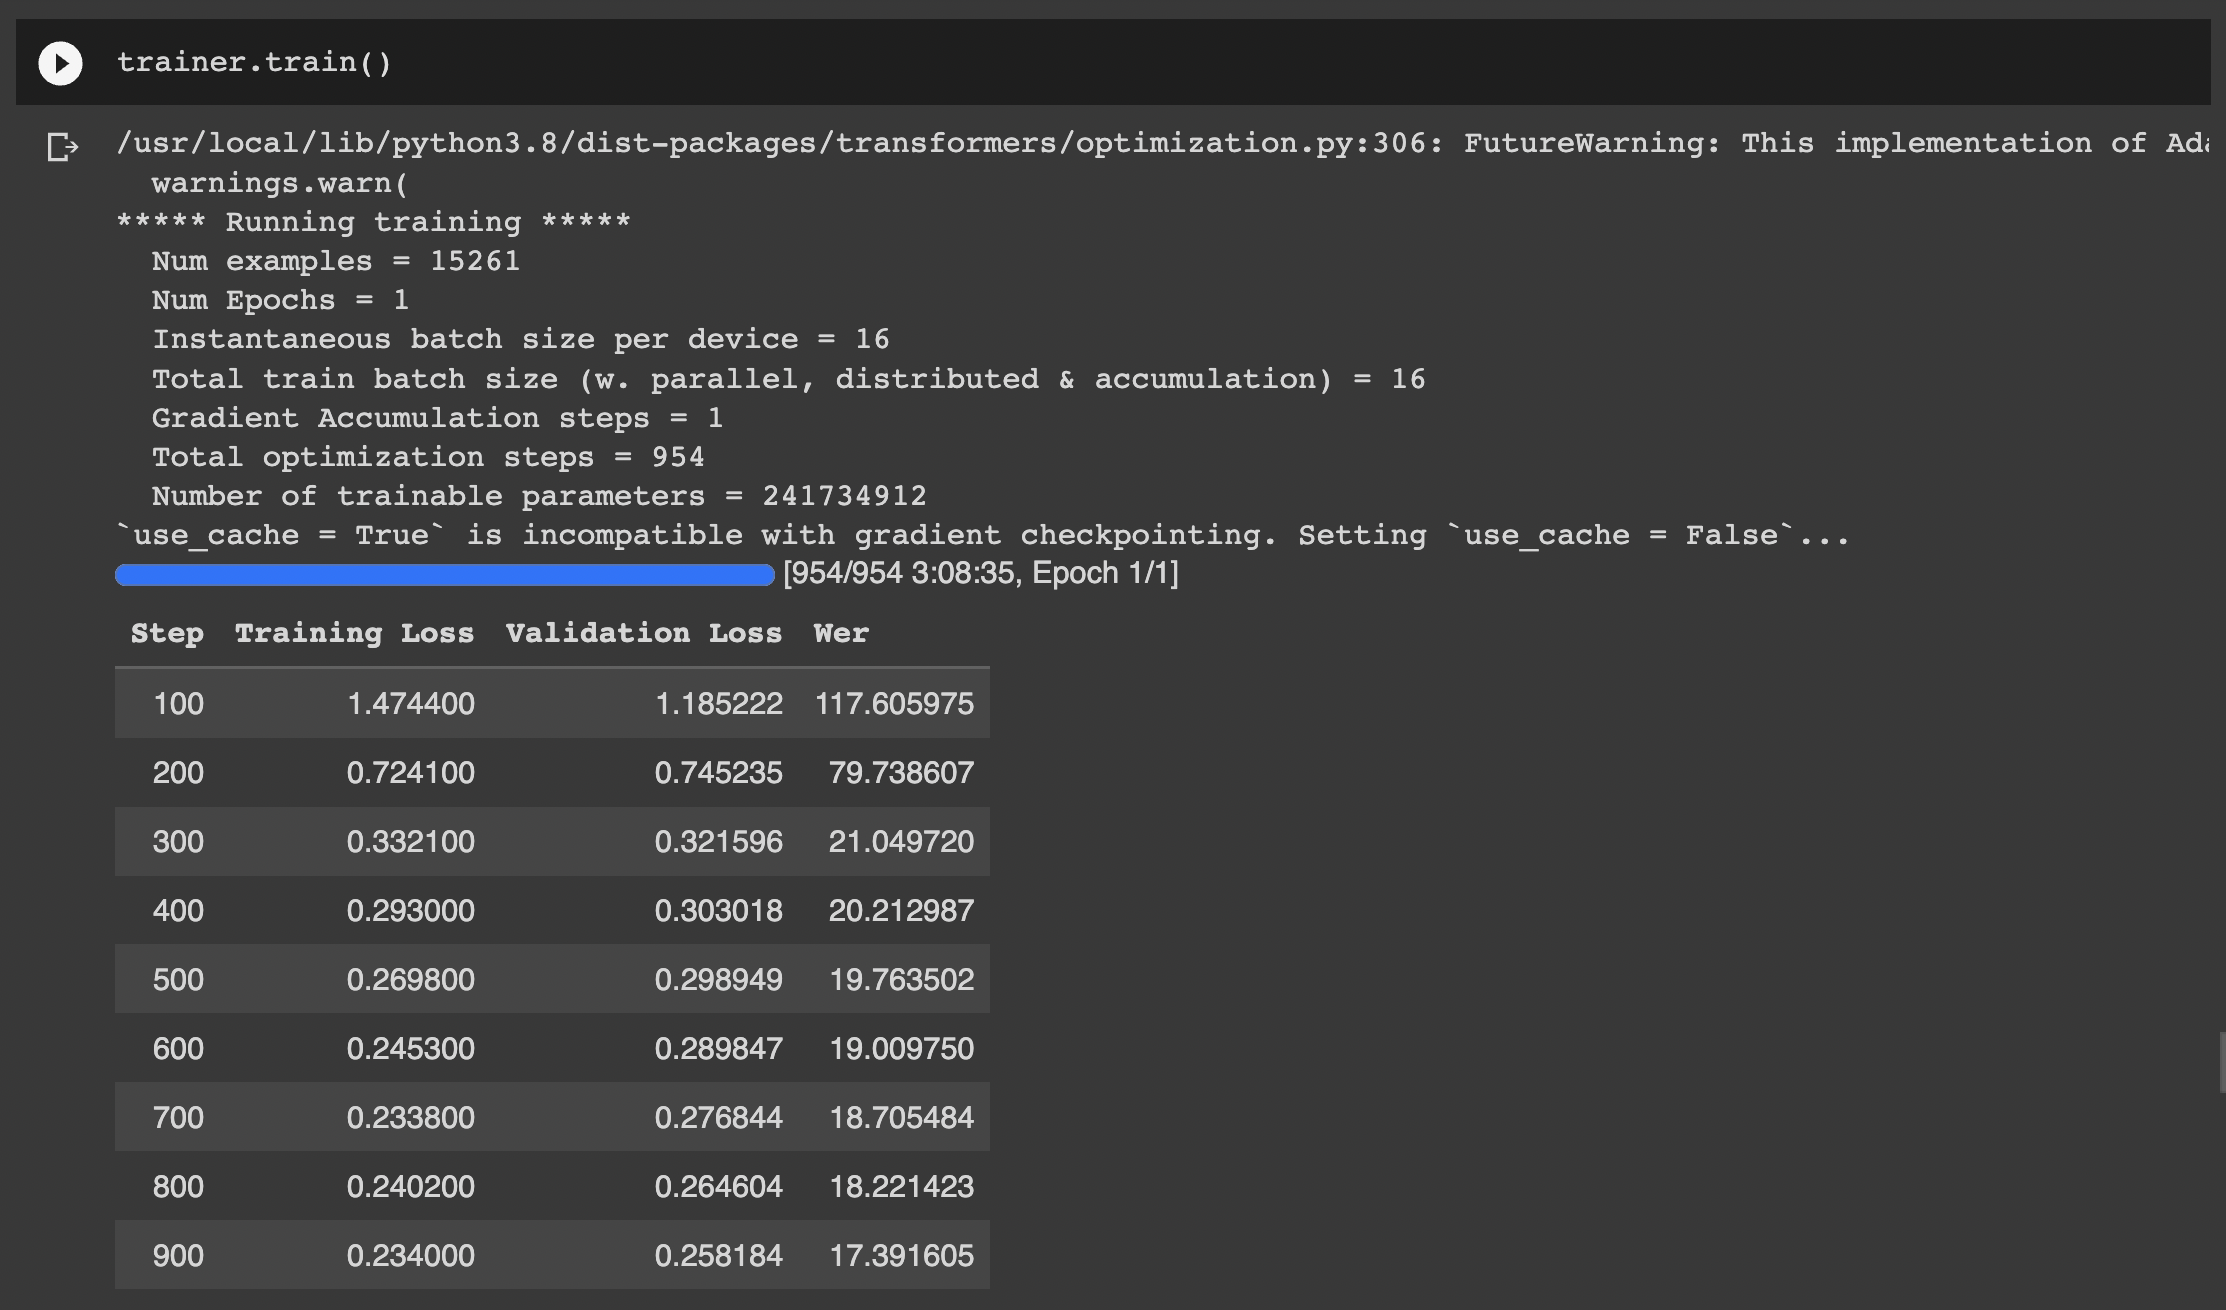 trainer.train()
/usr/local/lib/python3.8/dist-packages/transformers/optimization.py:306: FutureWarning: This implementation of
warnings.warn(
***** Running training *****
Num examples = 15261
Num Epochs = 1
Instantaneous batch size per device = 16
Total train batch size (w. parallel, distributed & accumulation) = 16
Gradient Accumulation steps = 1
Total optimization steps = 954
Number of trainable parameters = 241734912
`use_cache = True` is incompatible with gradient checkpointing. Setting `use_cache = False`...
[954/954 3:08:35, Epoch 1/1]
Step Training Loss Validation Loss Wer
100 1.474400 1.185222 117.605975
200 0.724100 0.745235 79.738607
300 0.332100 0.321596 21.049720
400 0.293000 0.303018 20.212987
500 0.269800 0.298949 19.763502
600 0.245300 0.289847 19.009750
700 0.233800 0.276844 18.705484
800 0.240200 0.264604 18.221423
900 0.234000 0.258184 17.391605